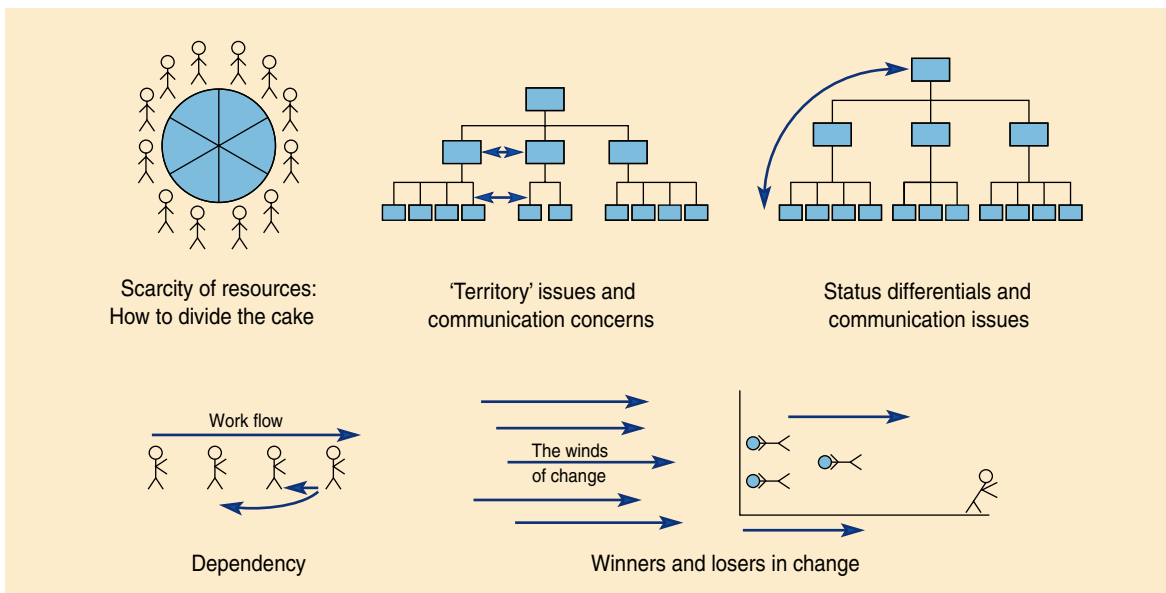 Scarcity of resources:
How to divide the cake
‘Territory’ issues and
communication concerns
Status differentials and
communication issues
Work flow
Dependency
The winds
of change
Winners and losers in change